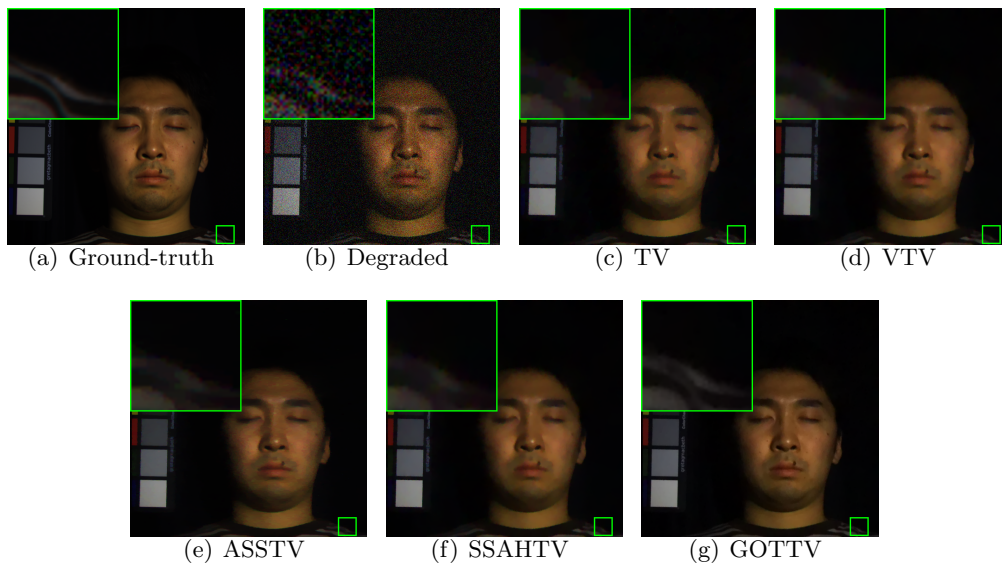 (a) Ground-truth
(b) Degraded
(c) TV
(d) VTV
(e) ASSTV
(f) SSAHTV
(g) GOTTV